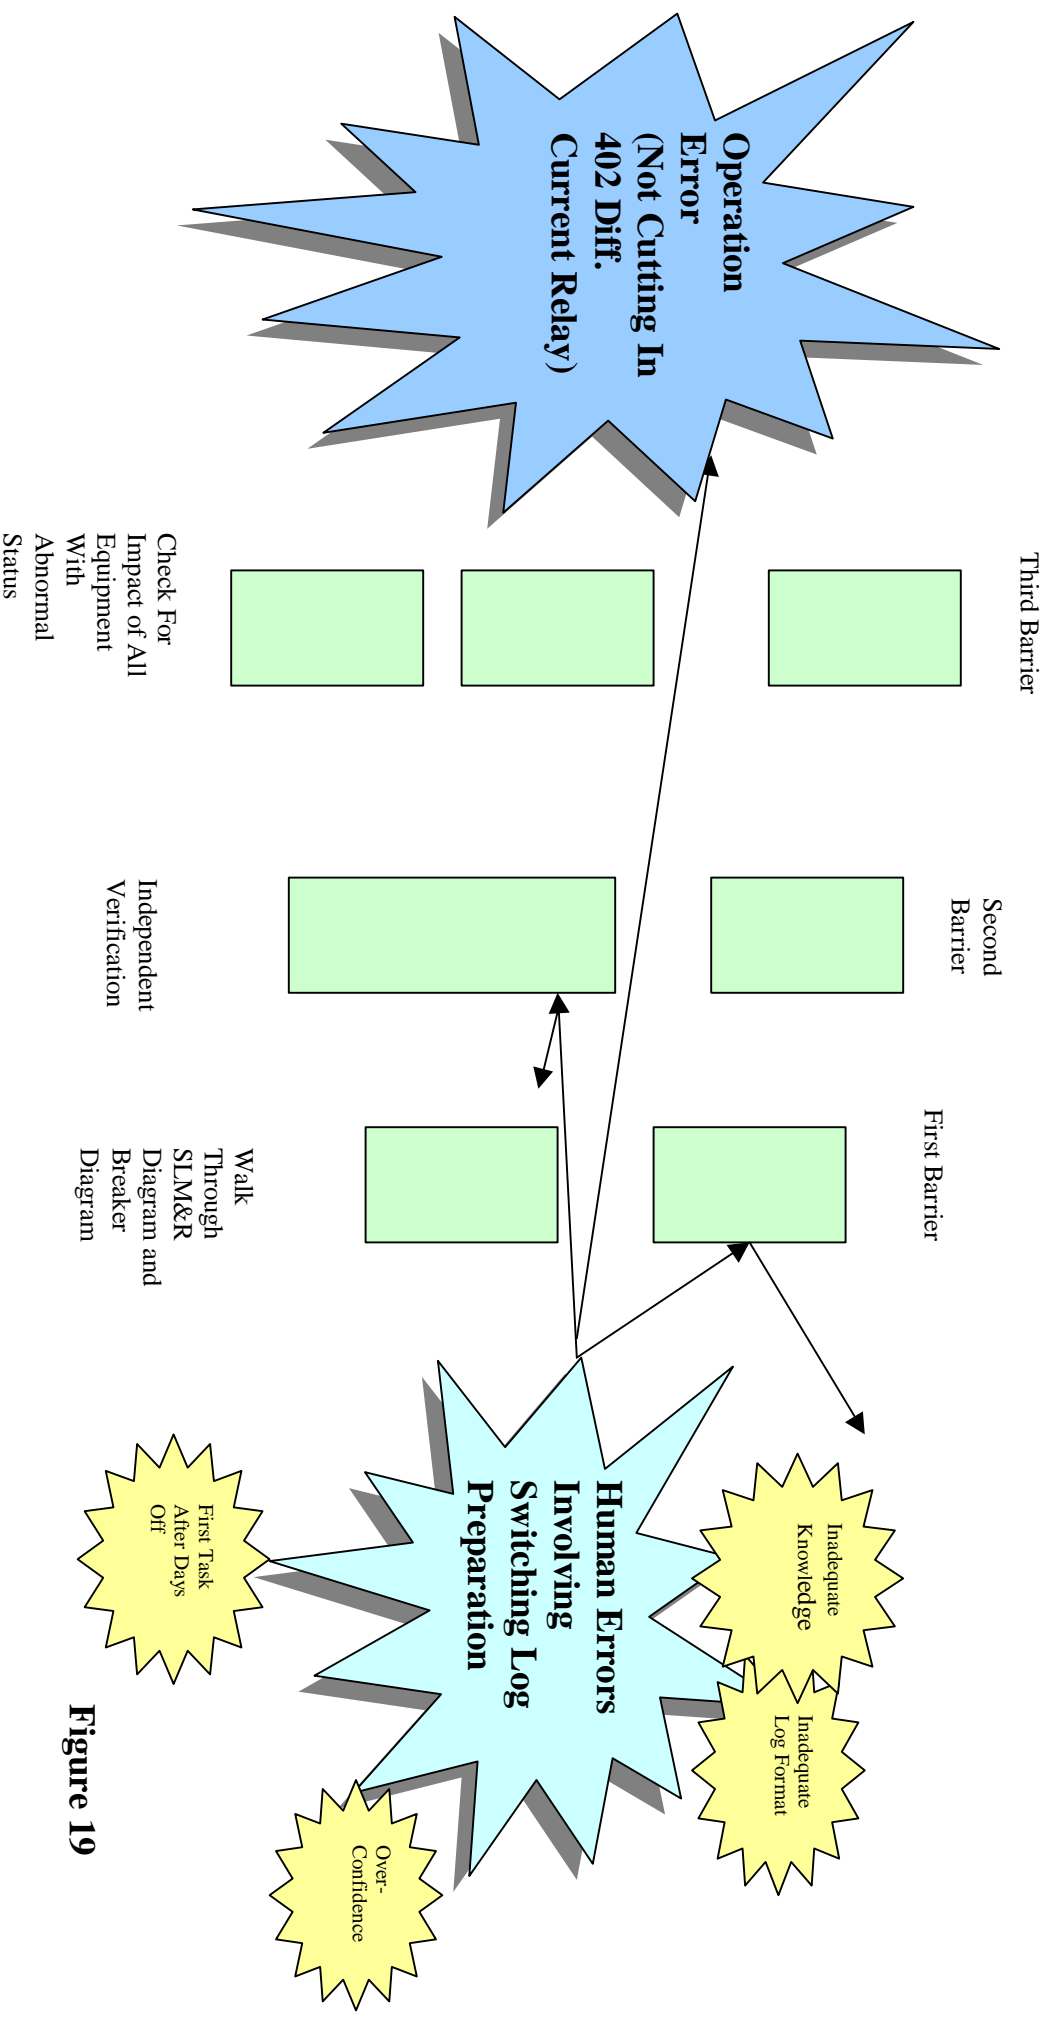 Operation
Error
(Not Cutting In
402 Diff.
Current Relay)
Third Barrier
Second
Barrier
First Barrier
Check For
Impact of All
Equipment
With
Abnormal
Status
Independent
Verification
Walk
Through
SLM&R
Diagram and
Breaker
Diagram
Human Errors
Involving
Switching Log
Preparation
Inadequate
Knowledge
Inadequate
Log Format
First Task
After Days
Off
Over-
Confidence
Figure 19